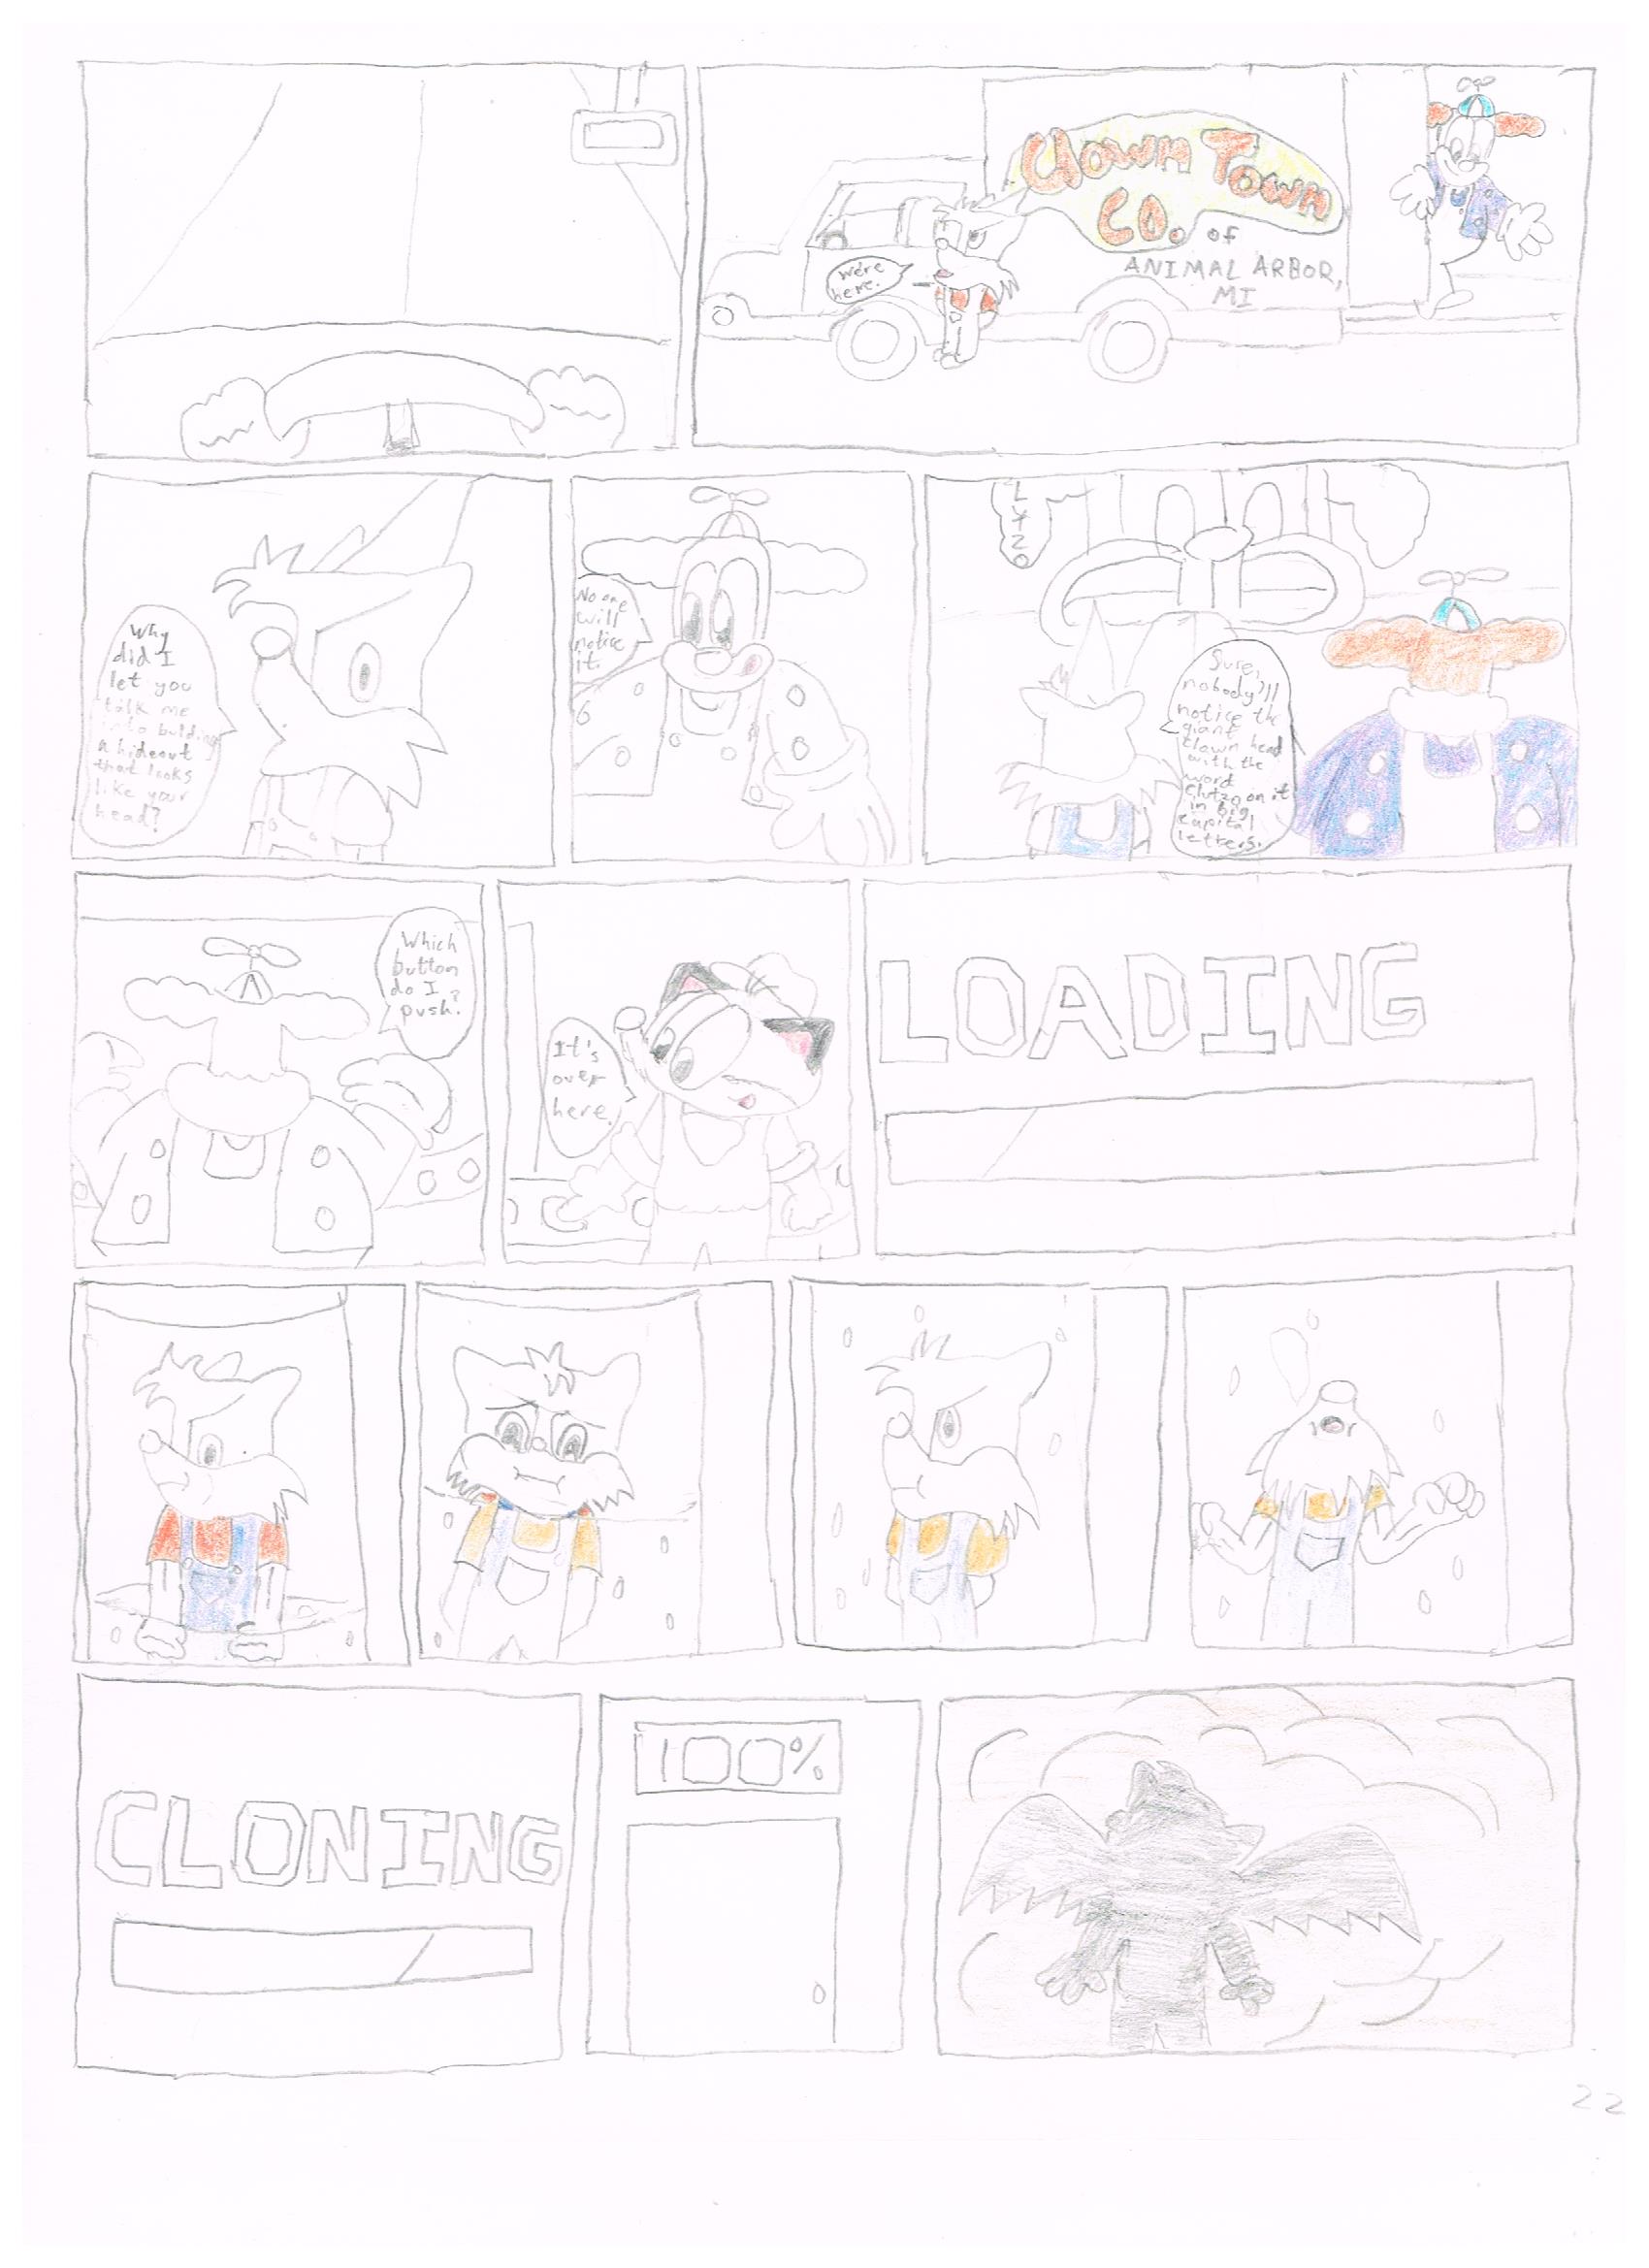 Clown Town
CO. of
ANIMAL ARBOR,
MI
We're
here.
Why
did I
let you
talk me
into building
a hideout
that looks
like your
head?
No one
will
notice
it.
LYTZO
Sure,
nobody'll
notice the
giant
clown head
with the
word
Clutzo on it
in big
capital
letters.
Which
button
do I
push?
It's
over
here.
LOADING
CLONING
100%
22